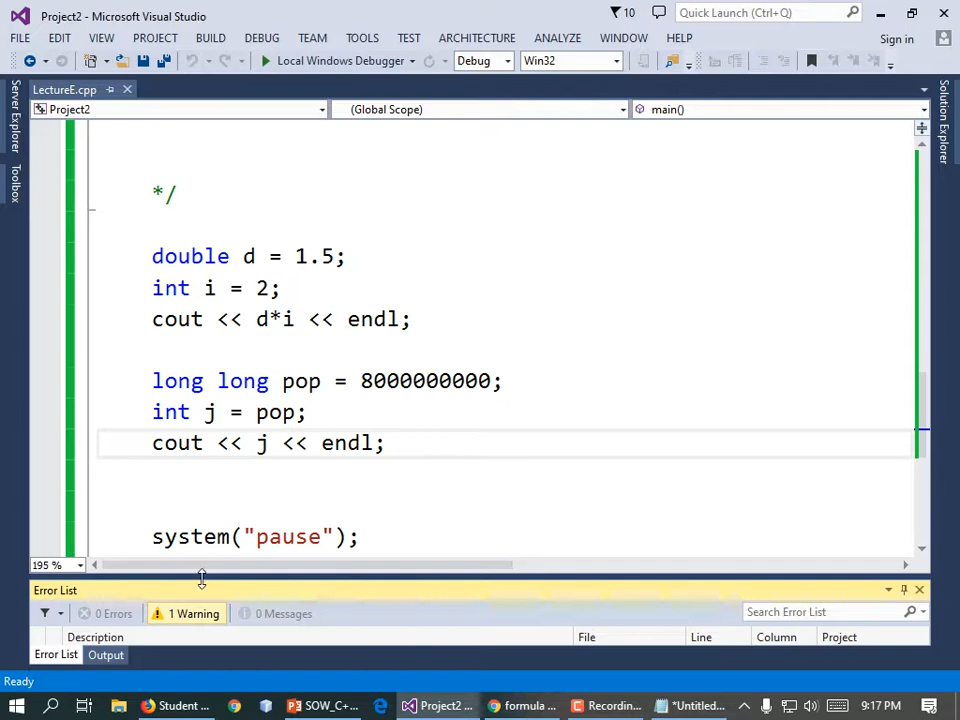 Project2 - Microsoft Visual Studio
10
Quick Launch (Ctrl+Q)
FILE EDIT VIEW PROJECT BUILD DEBUG TEAM TOOLS TEST ARCHITECTURE ANALYZE WINDOW HELP
Sign in
Local Windows Debugger Debug Win32
Server Explorer
Toolbox
Solution Explorer
LectureE.cpp
Project2 (Global Scope) main()
*/
double d = 1.5;
int i = 2;
cout << d*i << endl;
long long pop = 8000000000;
int j = pop;
cout << j << endl;
system("pause");
195 %
Error List
0 Errors 1 Warning 0 Messages Search Error List
Description File Line Column Project
Error List Output
Ready
Student ... SOW_C+... Project2 ... formula ... Recordin... *Untitled... 9:17 PM